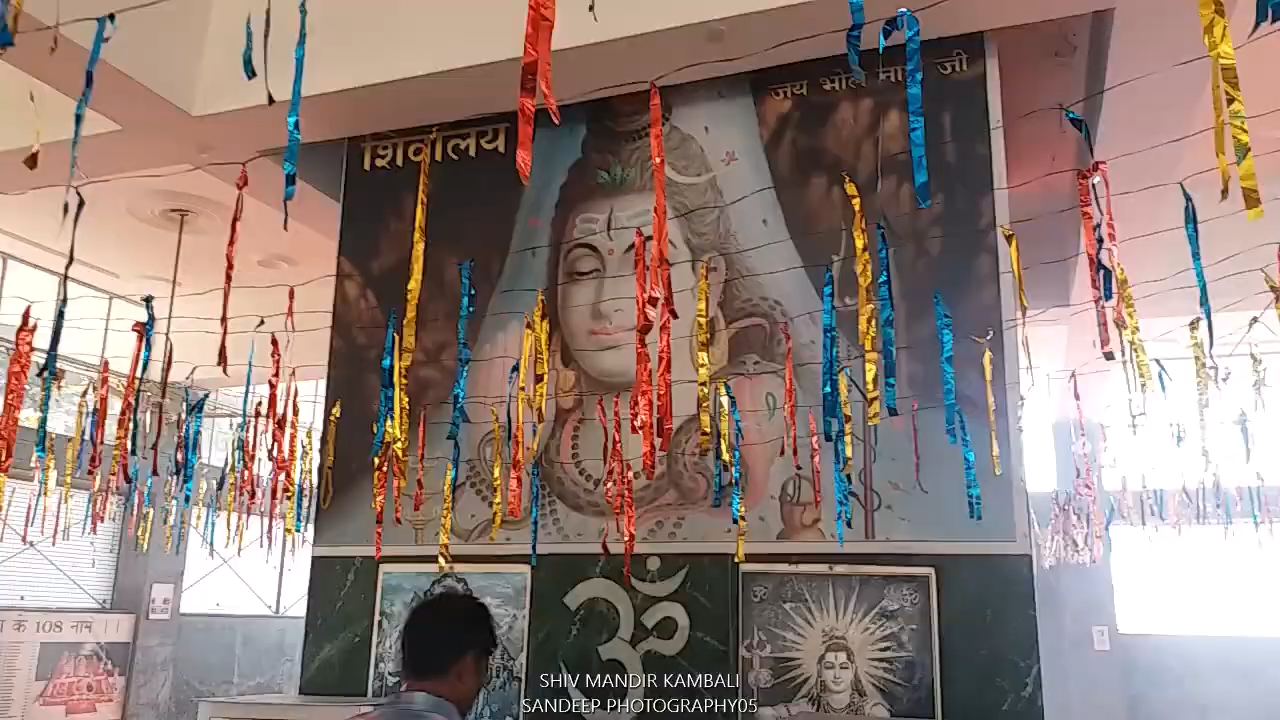 शिवालय
जय भोले नाथ जी
ॐ
के 108 नाम ||
SHIV MANDIR KAMBALI
SANDEEP PHOTOGRAPHY05